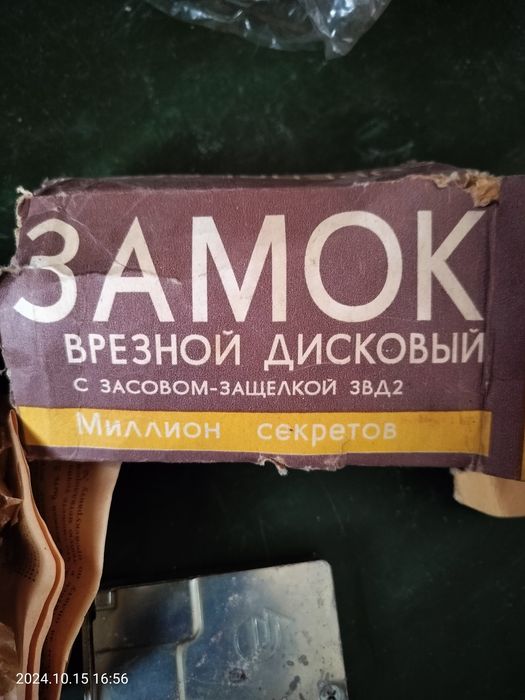 ЗАМОК
ВРЕЗНОЙ ДИСКОВЫЙ
С ЗАСОВОМ-ЗАЩЕЛКОЙ ЗВД2
Миллион секретов
2024.10.15 16:56